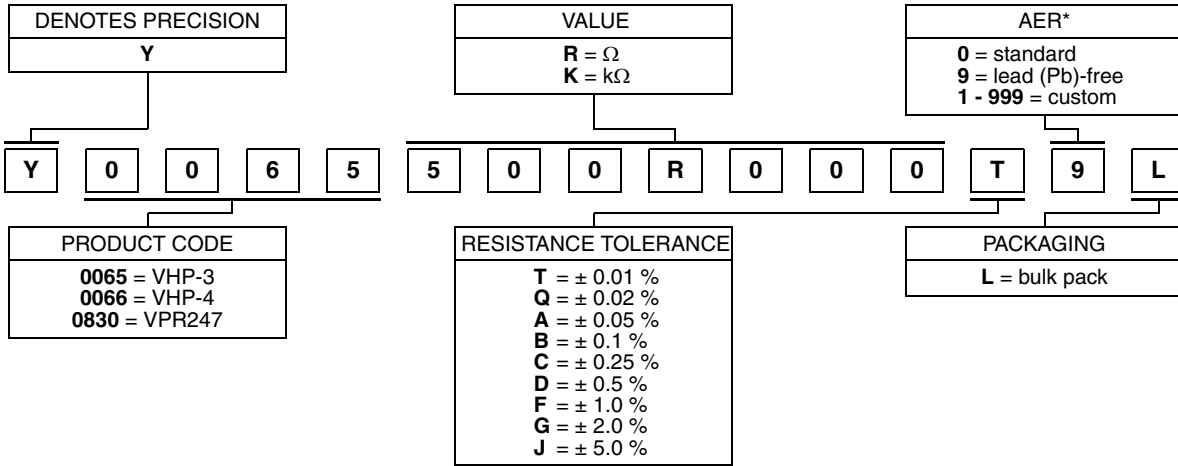 DENOTES PRECISION
Y
VALUE
R = Ω
K = kΩ
AER*
0 = standard
9 = lead (Pb)-free
1 - 999 = custom
Y 0 0 6 5 5 0 0 R 0 0 0 T 9 L
PRODUCT CODE
0065 = VHP-3
0066 = VHP-4
0830 = VPR247
RESISTANCE TOLERANCE
T = ± 0.01 %
Q = ± 0.02 %
A = ± 0.05 %
B = ± 0.1 %
C = ± 0.25 %
D = ± 0.5 %
F = ± 1.0 %
G = ± 2.0 %
J = ± 5.0 %
PACKAGING
L = bulk pack